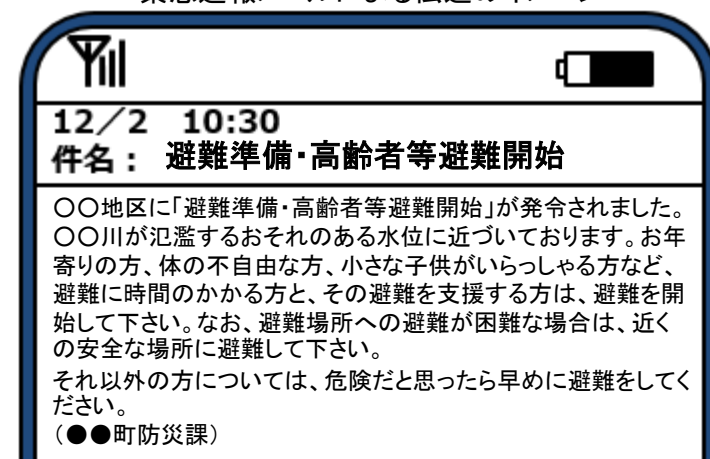 12／2　10:30
件名： 避難準備・高齢者等避難開始
〇〇地区に「避難準備・高齢者等避難開始」が発令されました。
〇〇川が氾濫するおそれのある水位に近づいております。お年
寄りの方、体の不自由な方、小さな子供がいらっしゃる方など、
避難に時間のかかる方と、その避難を支援する方は、避難を開
始して下さい。なお、避難場所への避難が困難な場合は、近く
の安全な場所に避難して下さい。
それ以外の方については、危険だと思ったら早めに避難をしてく
ださい。
（●●町防災課）